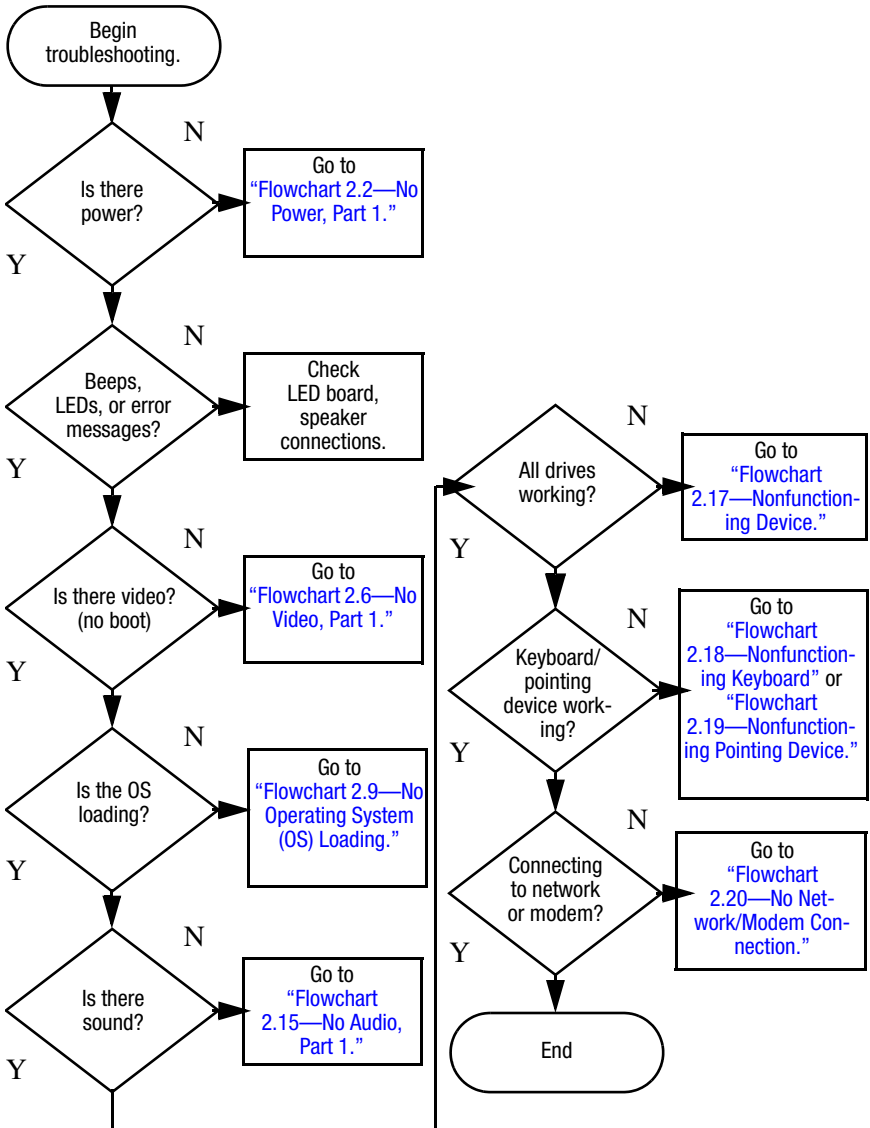 Begin
troubleshooting.
N
Is there
power?
Go to
“Flowchart 2.2—No
Power, Part 1.”
Y
N
Beeps,
LEDs, or error
messages?
Check
LED board,
speaker
connections.
Y
N
Is there video?
(no boot)
Go to
“Flowchart 2.6—No
Video, Part 1.”
Y
N
Is the OS
loading?
Go to
“Flowchart 2.9—No
Operating System
(OS) Loading.”
Y
N
Is there
sound?
Go to
“Flowchart
2.15—No Audio,
Part 1.”
Y
N
All drives
working?
Go to
“Flowchart
2.17—Nonfunction-
ing Device.”
Y
N
Keyboard/
pointing
device work-
ing?
Go to
“Flowchart
2.18—Nonfunction-
ing Keyboard” or
“Flowchart
2.19—Nonfunction-
ing Pointing Device.”
Y
N
Connecting
to network
or modem?
Go to
“Flowchart
2.20—No Net-
work/Modem Con-
nection.”
Y
End